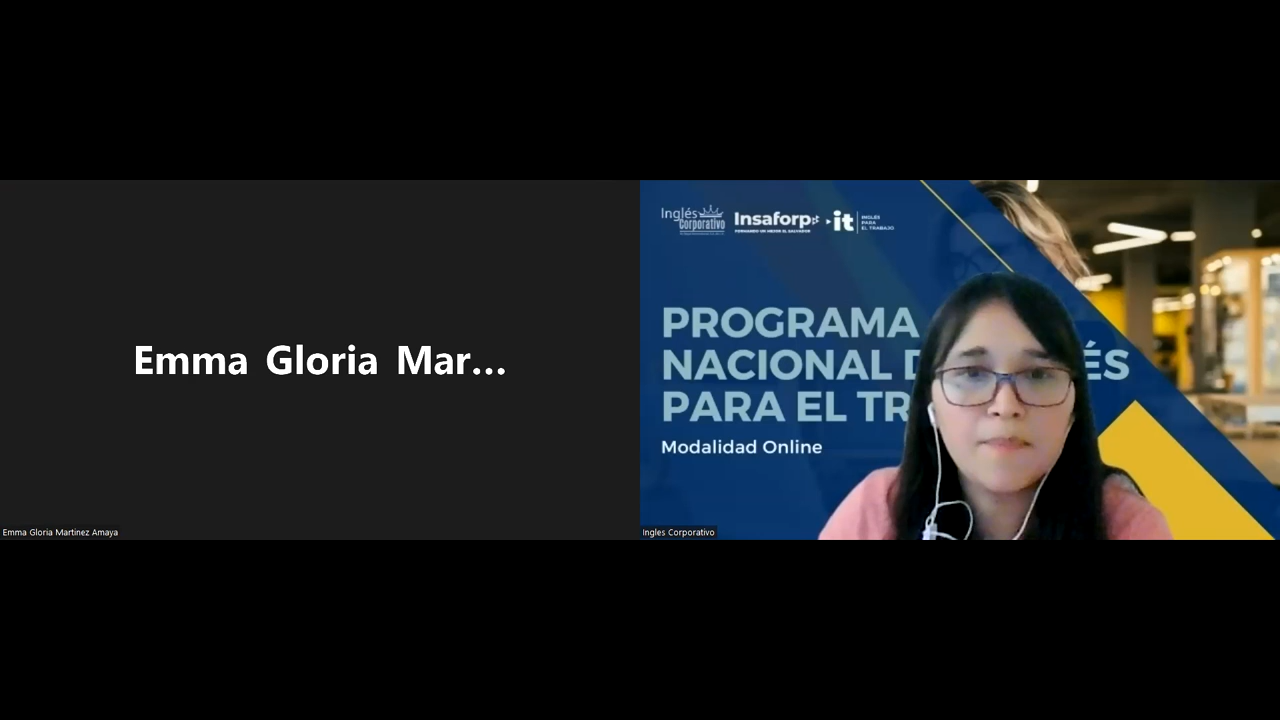 Emma Gloria Mar...
Emma Gloria Martinez Amaya
Inglés
Corporativo
Insaforp
FORMANDO UN MEJOR EL SALVADOR
it
INGLÉS
PARA
EL TRABAJO
PROGRAMA
NACIONAL D ÉS
PARA EL TR
Modalidad Online
Ingles Corporativo